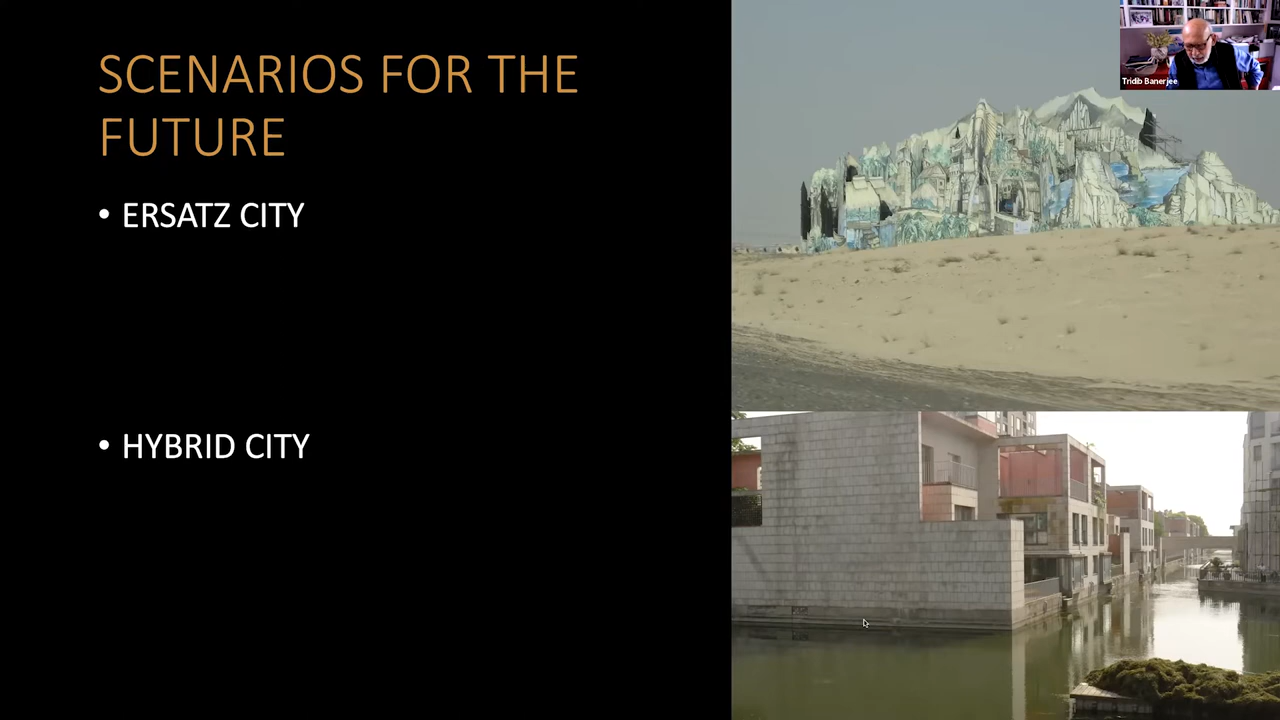 SCENARIOS FOR THE
FUTURE
• ERSATZ CITY
• HYBRID CITY
Tridib Banerjee